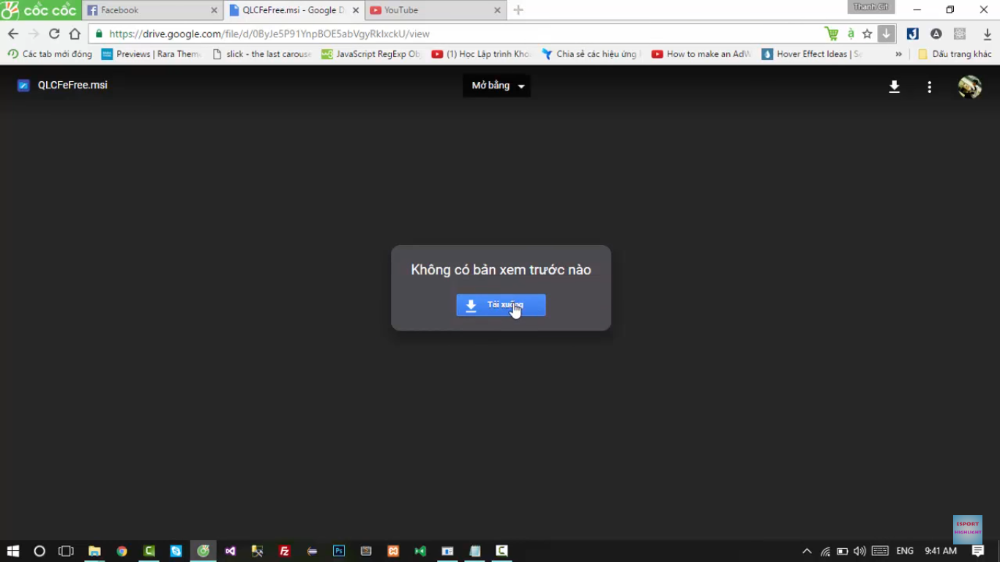 cốc cốc
Facebook
QLCFeFree.msi - Google D
YouTube
Thanh Cit
https://drive.google.com/file/d/0ByJe5P91YnpBOE5abVgyRklxckU/view
Các tab mới đóng
Previews | Rara Them
slick - the last carouse
JavaScript RegExp Obj
(1) Học Lập trình Kho
Chia sẻ các hiệu ứng
How to make an AdW
Hover Effect Ideas | S
»
Dấu trang khác
QLCFeFree.msi
Mở bằng
Không có bản xem trước nào
Tải xuống
ESPORT
HIGHLIGHT
ENG
9:41 AM